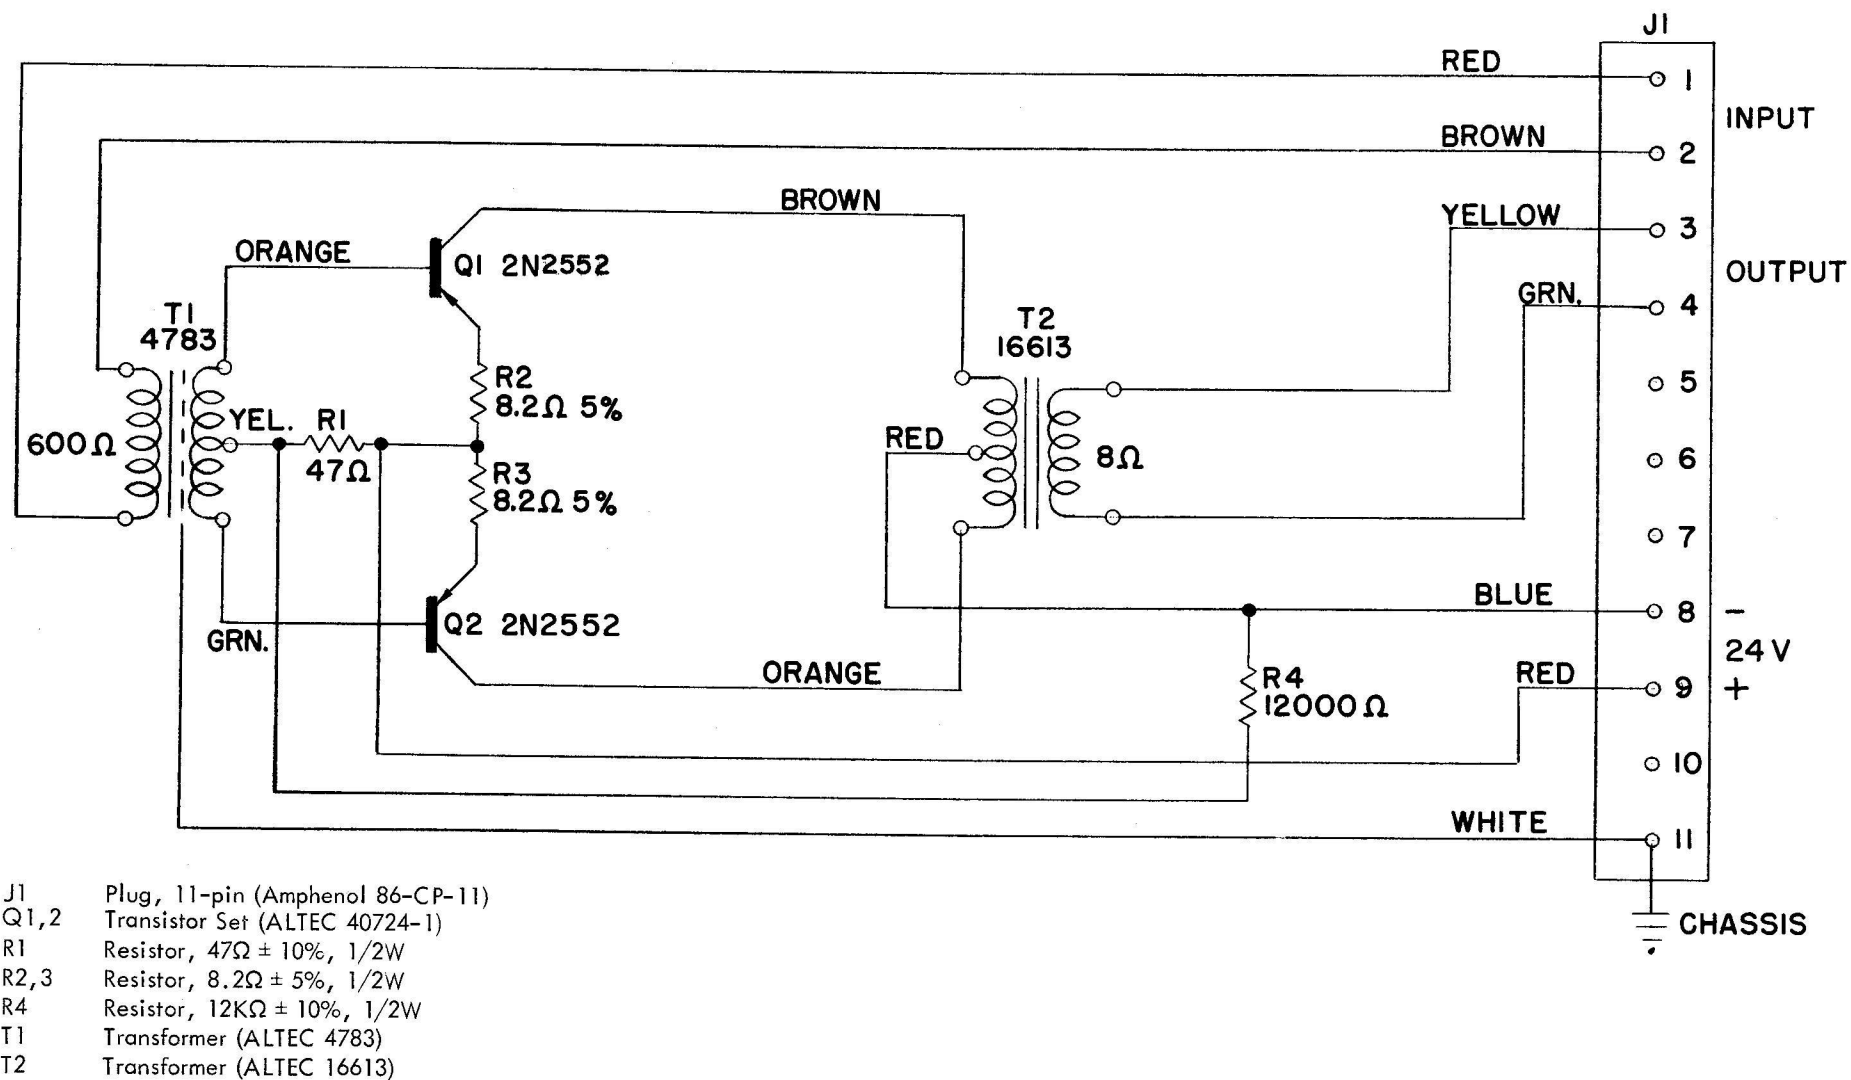 J1
RED
1
INPUT
BROWN
2
BROWN
YELLOW
3
ORANGE
Q1 2N2552
OUTPUT
GRN.
4
T1
4783
T2
16613
R2
8.2Ω 5%
5
YEL. R1
600Ω
47Ω
RED
8Ω
6
R3
8.2Ω 5%
7
BLUE
8 -
GRN.
Q2 2N2552
24V
ORANGE
R4
12000Ω
RED
9 +
10
WHITE
11
CHASSIS
J1 Plug, 11-pin (Amphenol 86-CP-11)
Q1,2 Transistor Set (ALTEC 40724-1)
R1 Resistor, 47Ω ± 10%, 1/2W
R2,3 Resistor, 8.2Ω ± 5%, 1/2W
R4 Resistor, 12KΩ ± 10%, 1/2W
T1 Transformer (ALTEC 4783)
T2 Transformer (ALTEC 16613)